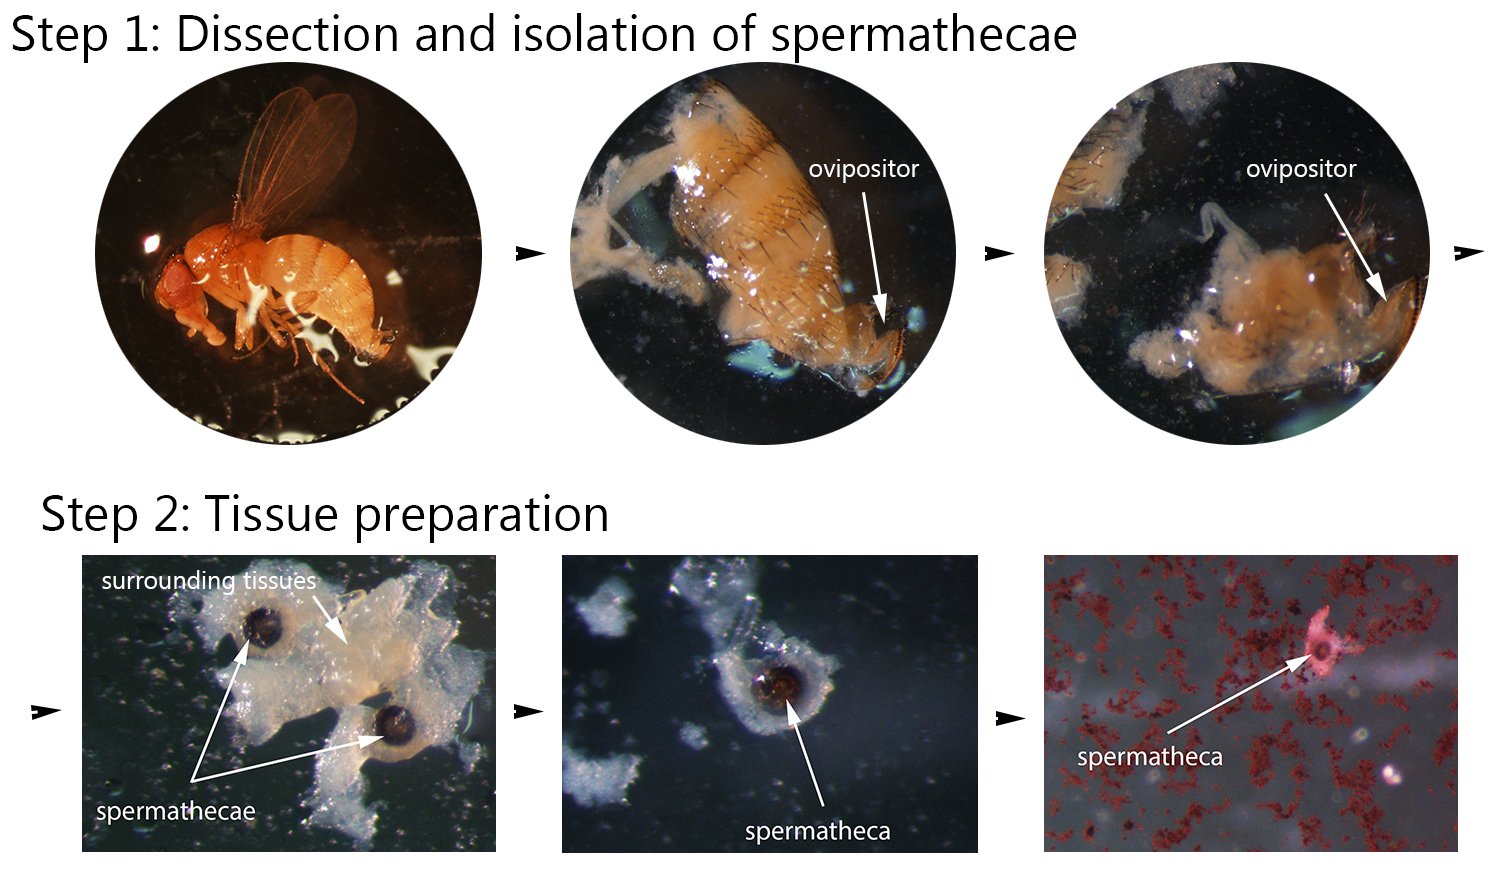 Step 1: Dissection and isolation of spermathecae
ovipositor
ovipositor
Step 2: Tissue preparation
surrounding tissues
spermathecae
spermatheca
spermatheca